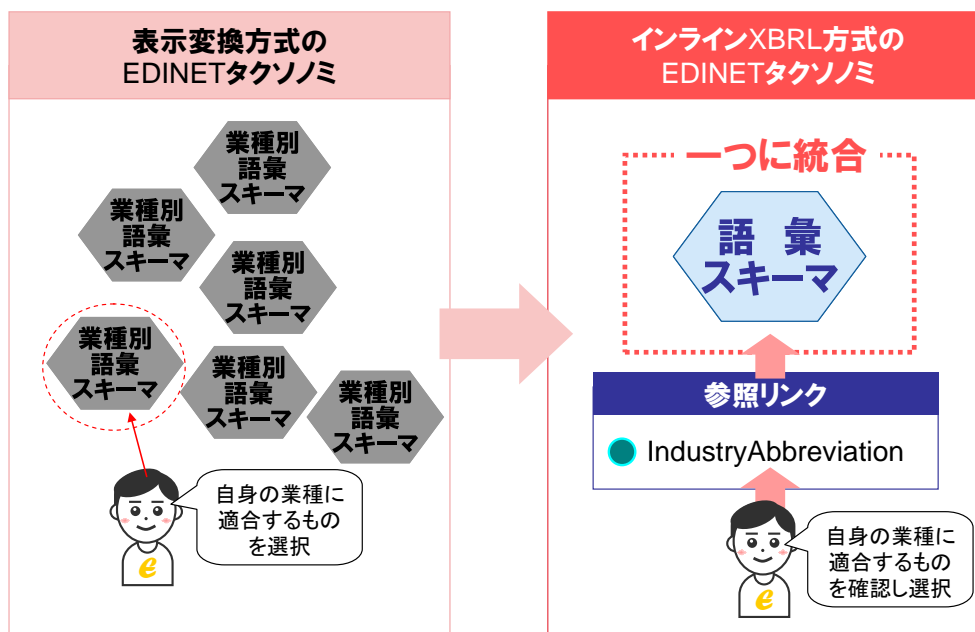 表示変換方式の
EDINETタクソノミ
業種別
語彙
スキーマ
業種別
語彙
スキーマ
業種別
語彙
スキーマ
業種別
語彙
スキーマ
業種別
語彙
スキーマ
業種別
語彙
スキーマ
自身の業種に
適合するもの
を選択
e
インラインXBRL方式の
EDINETタクソノミ
一つに統合
語 彙
スキーマ
参照リンク
IndustryAbbreviation
自身の業種に
適合するもの
を確認し選択
e